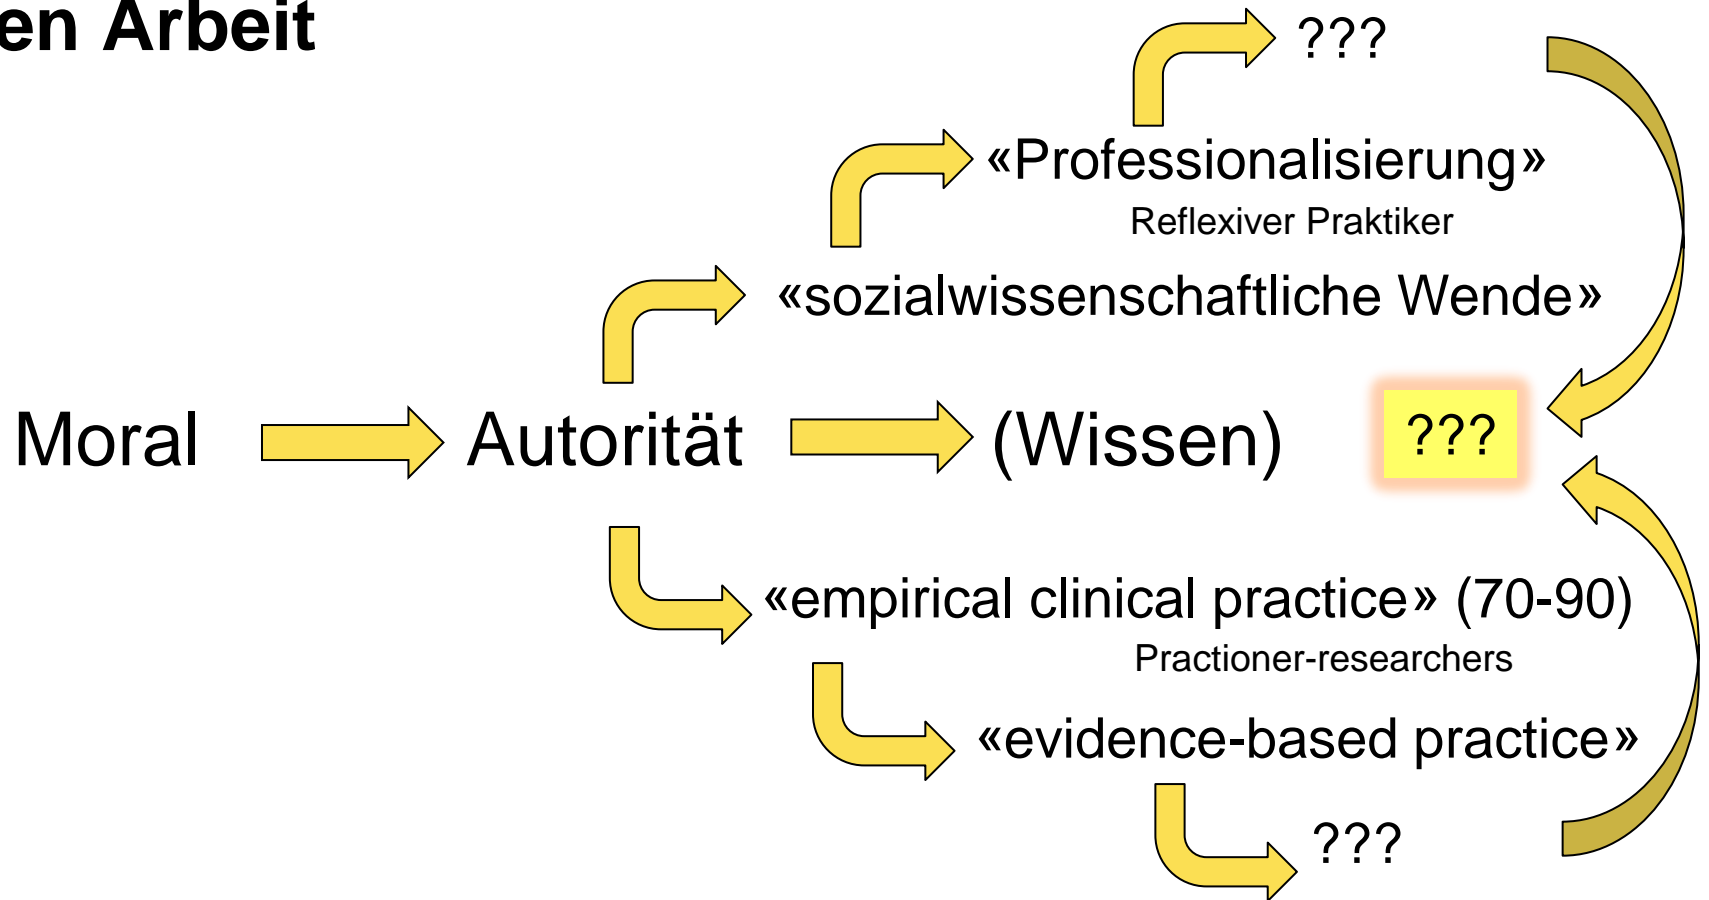 en Arbeit
???
«Professionalisierung»
Reflexiver Praktiker
«sozialwissenschaftliche Wende»
Moral Autorität (Wissen) ???
«empirical clinical practice» (70-90)
Practioner-researchers
«evidence-based practice»
???